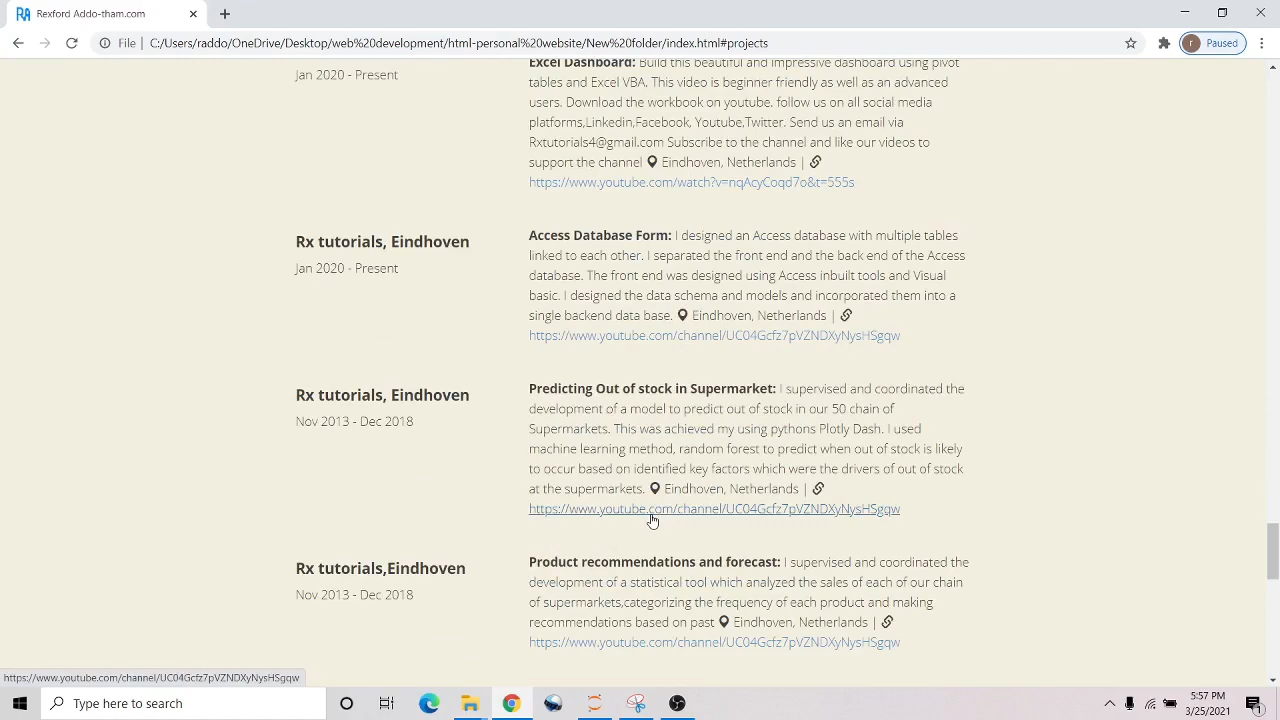 Rexford Addo-tham.com
File | C:/Users/raddo/OneDrive/Desktop/web%20development/html-personal%20website/New%20folder/index.html#projects
Paused
Jan 2020 - Present
Excel Dashboard: Build this beautiful and impressive dashboard using pivot
tables and Excel VBA. This video is beginner friendly as well as an advanced
users. Download the workbook on youtube. follow us on all social media
platforms,Linkedin,Facebook, Youtube,Twitter. Send us an email via
Rxtutorials4@gmail.com Subscribe to the channel and like our videos to
support the channel Eindhoven, Netherlands |
https://www.youtube.com/watch?v=nqAcyCoqd7o&t=555s
Rx tutorials, Eindhoven
Jan 2020 - Present
Access Database Form: I designed an Access database with multiple tables
linked to each other. I separated the front end and the back end of the Access
database. The front end was designed using Access inbuilt tools and Visual
basic. I designed the data schema and models and incorporated them into a
single backend data base. Eindhoven, Netherlands |
https://www.youtube.com/channel/UC04Gcfz7pVZNDXyNysHSgqw
Rx tutorials, Eindhoven
Nov 2013 - Dec 2018
Predicting Out of stock in Supermarket: I supervised and coordinated the
development of a model to predict out of stock in our 50 chain of
Supermarkets. This was achieved my using pythons Plotly Dash. I used
machine learning method, random forest to predict when out of stock is likely
to occur based on identified key factors which were the drivers of out of stock
at the supermarkets. Eindhoven, Netherlands |
https://www.youtube.com/channel/UC04Gcfz7pVZNDXyNysHSgqw
Rx tutorials,Eindhoven
Nov 2013 - Dec 2018
Product recommendations and forecast: I supervised and coordinated the
development of a statistical tool which analyzed the sales of each of our chain
of supermarkets,categorizing the frequency of each product and making
recommendations based on past Eindhoven, Netherlands |
https://www.youtube.com/channel/UC04Gcfz7pVZNDXyNysHSgqw
https://www.youtube.com/channel/UC04Gcfz7pVZNDXyNysHSGqw
Type here to search
5:57 PM
3/25/2021